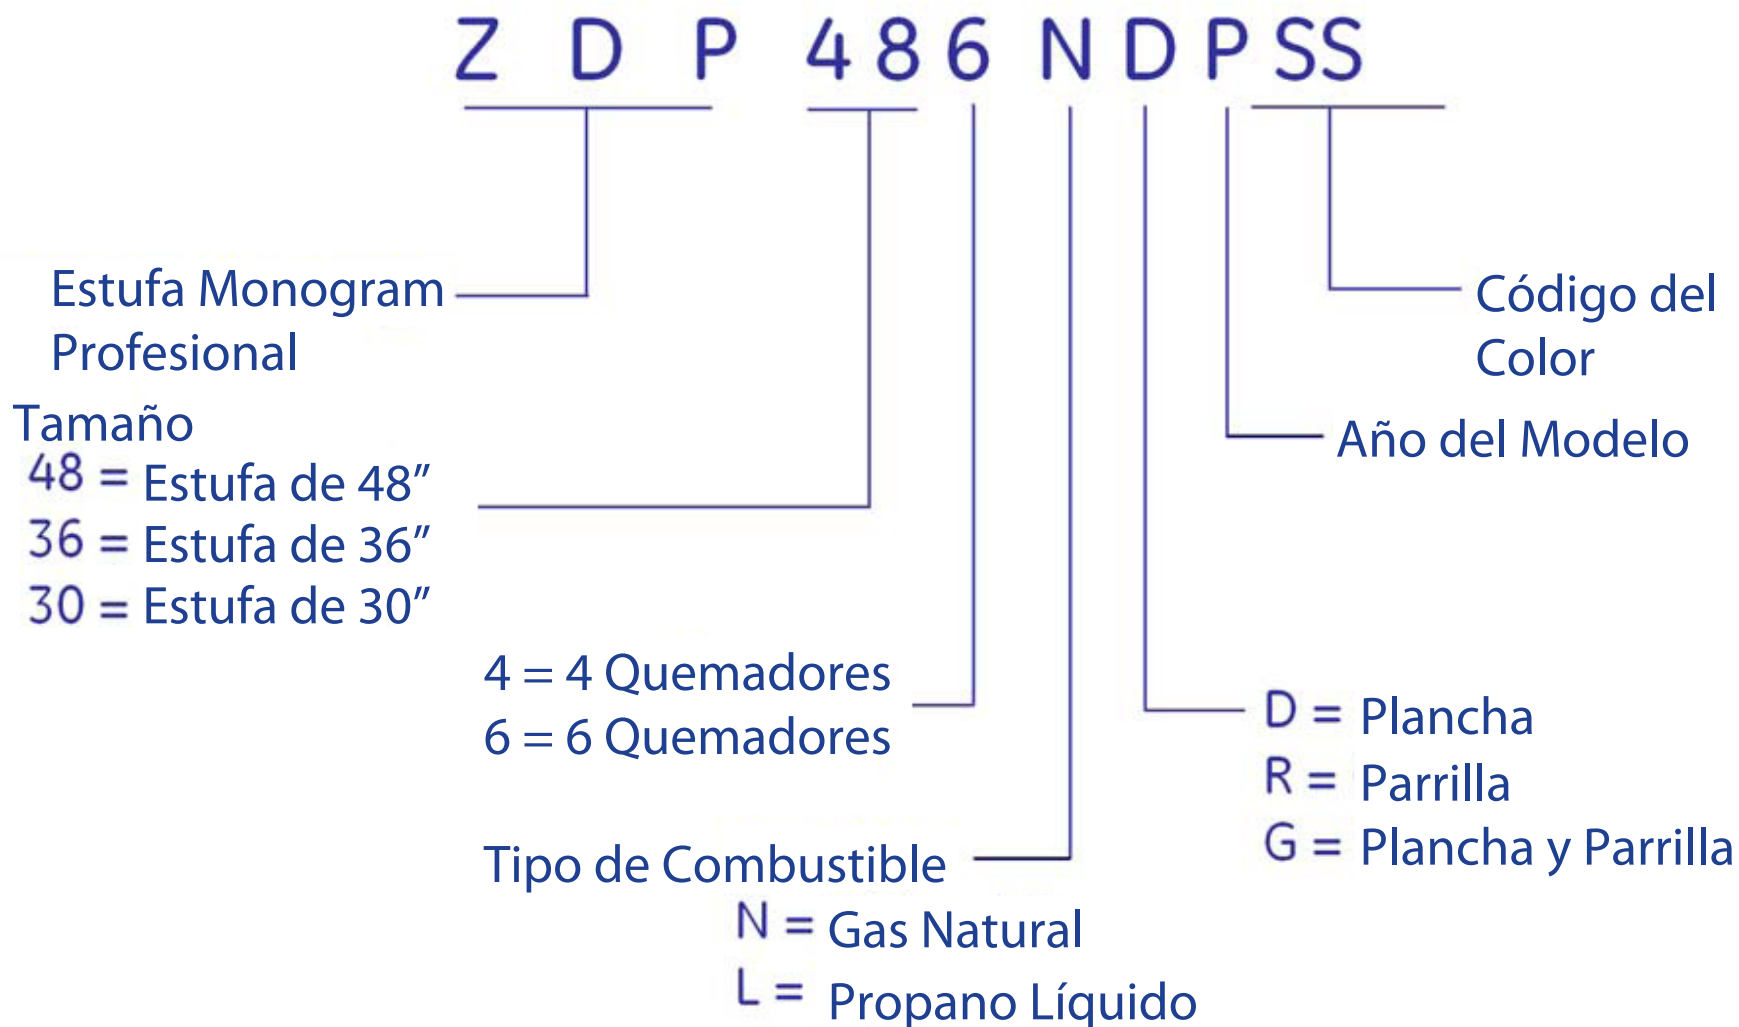 Z D P 4 8 6 N D P SS
Estufa Monogram
Profesional
Código del
Color
Tamaño
48 = Estufa de 48”
36 = Estufa de 36”
30 = Estufa de 30”
Año del Modelo
4 = 4 Quemadores
6 = 6 Quemadores
D = Plancha
R = Parrilla
G = Plancha y Parrilla
Tipo de Combustible
N = Gas Natural
L = Propano Líquido